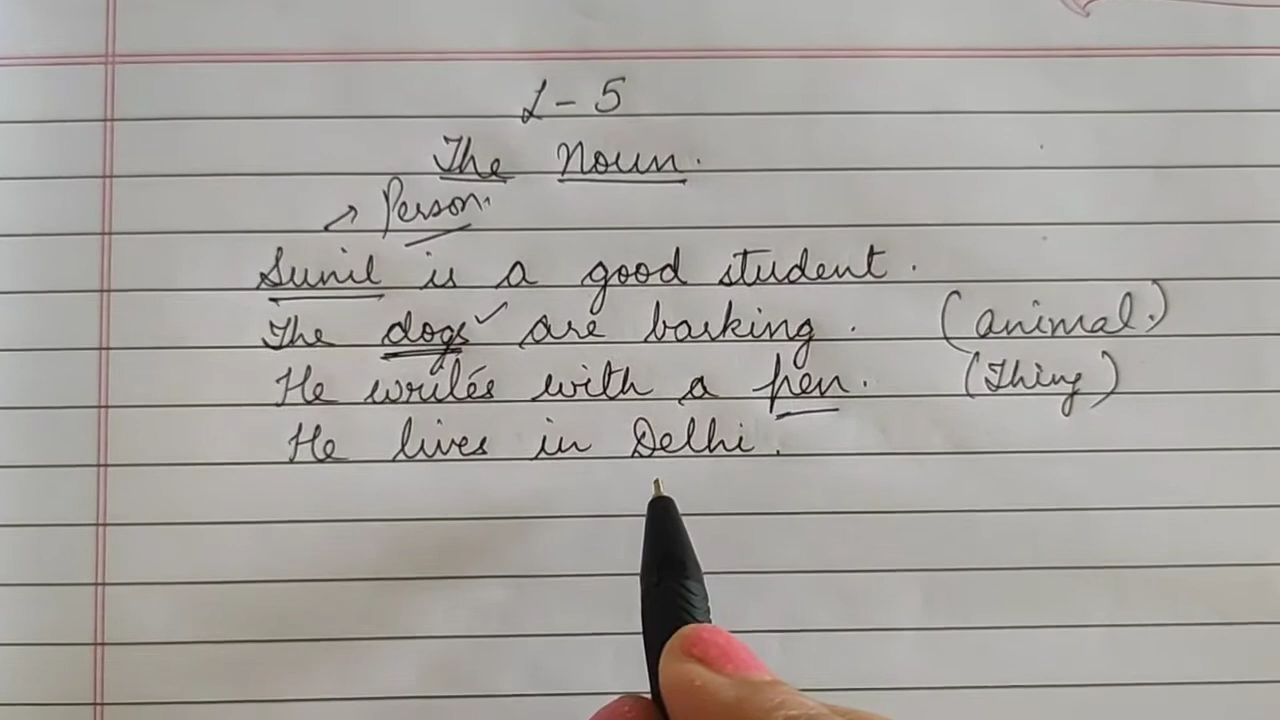 L-5
The Noun.
→ Person.
Sunil is a good student.
The dogs ✓ are barking. (animal.)
He writes with a pen. (Thing)
He lives in Delhi.